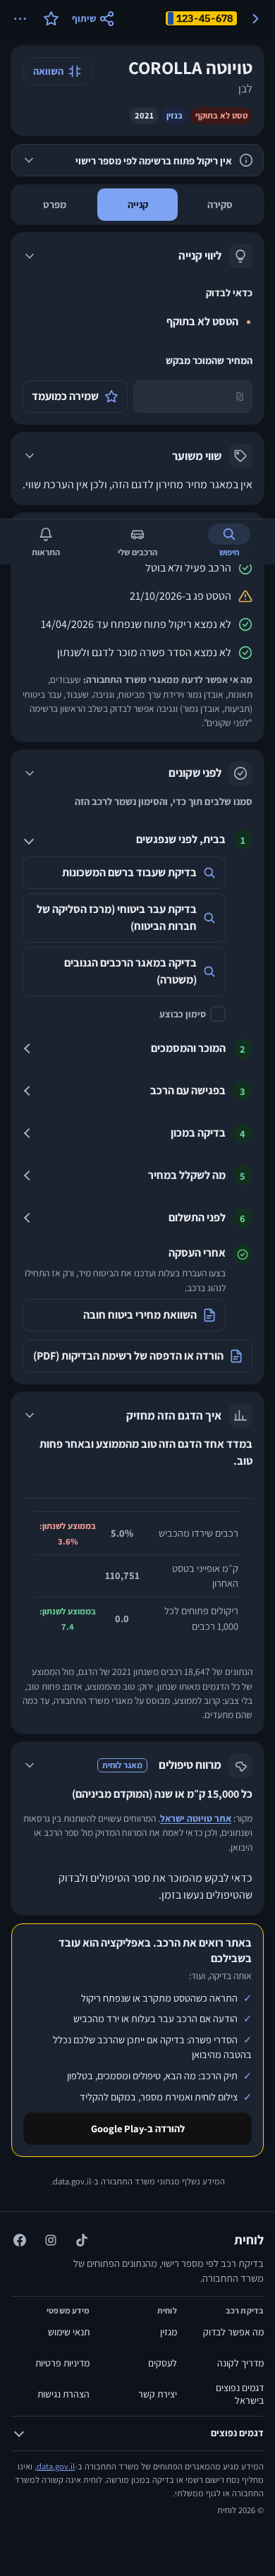 123-45-678
שיתוף
טויוטה COROLLA
לבן
השוואה
טסט לא בתוקף
בנזין
2021
אין ריקול פתוח ברשימה לפי מספר רישוי
סקירה
קנייה
מפרט
ליווי קנייה
כדאי לבדוק
הטסט לא בתוקף
המחיר שהמוכר מבקש
₪
שמירה כמועמד
שווי משוער
אין במאגר מחיר מחירון לדגם הזה, ולכן אין הערכת שווי.
חיפוש
הרכבים שלי
התראות
הרכב פעיל ולא בוטל
הטסט פג ב-21/10/2026
לא נמצא ריקול פתוח שנפתח עד 14/04/2026
לא נמצא הסדר פשרה מוכר לדגם ולשנתון
מה אי אפשר לדעת ממאגרי משרד התחבורה: שעבודים,
תאונות, אובדן גמור וירידת ערך מביטוח, וגניבה. שעבוד, עבר ביטוחי
(תביעות, אובדן גמור) וגניבה אפשר לבדוק בשלב הראשון ברשימה
"לפני שקונים".
לפני שקונים
סמנו שלבים תוך כדי, והסימון נשמר לרכב הזה
1
בבית, לפני שנפגשים
בדיקת שעבוד ברשם המשכונות
בדיקת עבר ביטוחי (מרכז הסליקה של
חברות הביטוח)
בדיקה במאגר הרכבים הגנובים
(משטרה)
סימון כבוצע
2
המוכר והמסמכים
3
בפגישה עם הרכב
4
בדיקה במכון
5
מה לשקלל במחיר
6
לפני התשלום
אחרי העסקה
בצעו העברת בעלות ועדכנו את הביטוח מיד, ורק אז התחילו
לנהוג ברכב.
השוואת מחירי ביטוח חובה
הורדה או הדפסה של רשימת הבדיקות (PDF)
איך הדגם הזה מחזיק
במדד אחד הדגם הזה טוב מהממוצע ובאחר פחות
טוב.
רכבים שירדו מהכביש
5.0%
בממוצע לשנתון:
3.6%
ק״מ אופייני בטסט
האחרון
110,751
ריקולים פתוחים לכל
1,000 רכבים
0.0
בממוצע לשנתון:
7.4
הנתונים של 18,647 רכבים משנתון 2021 של הדגם, מול הממוצע
של כל הדגמים מאותו שנתון. ירוק: טוב מהממוצע, אדום: פחות טוב,
בלי צבע: קרוב לממוצע. מבוסס על מאגרי משרד התחבורה, עד כמה
שהם מתעדים.
מרווח טיפולים
מאגר לוחית
כל 15,000 ק״מ או שנה (המוקדם מביניהם)
מקור: אתר טויוטה ישראל. המרווחים עשויים להשתנות בין גרסאות
ושנתונים, ולכן כדאי לאמת את המרווח המדויק מול ספר הרכב או
היבואן.
כדאי לבקש מהמוכר את ספר הטיפולים ולבדוק
שהטיפולים נעשו בזמן.
באתר רואים את הרכב. באפליקציה הוא עובד
בשבילכם
אותה בדיקה, ועוד:
✓ התראה כשהטסט מתקרב או שנפתח ריקול
✓ הודעה אם הרכב עבר בעלות או ירד מהכביש
✓ הסדרי פשרה: בדיקה אם ייתכן שהרכב שלכם נכלל
בהטבה מהיבואן
✓ תיק הרכב: מה הבא, טיפולים ומסמכים, בטלפון
✓ צילום לוחית ואמירת מספר, במקום להקליד
להורדה ב-Google Play
המידע נשלף מנתוני משרד התחבורה ב-data.gov.il.
לוחית
בדיקת רכב לפי מספר רישוי, מהנתונים הפתוחים של
משרד התחבורה.
בדיקת רכב
לוחית
מידע משפטי
מה אפשר לבדוק
מגזין
תנאי שימוש
מדריך לקונה
לעסקים
מדיניות פרטיות
דגמים נפוצים
בישראל
יצירת קשר
הצהרת נגישות
דגמים נפוצים
המידע מגיע מהמאגרים הפתוחים של משרד התחבורה ב-data.gov.il, ואינו
מחליף נסח רישום רשמי או בדיקה במכון מורשה. לוחית אינה קשורה למשרד
התחבורה או לגוף ממשלתי.
© 2026 לוחית